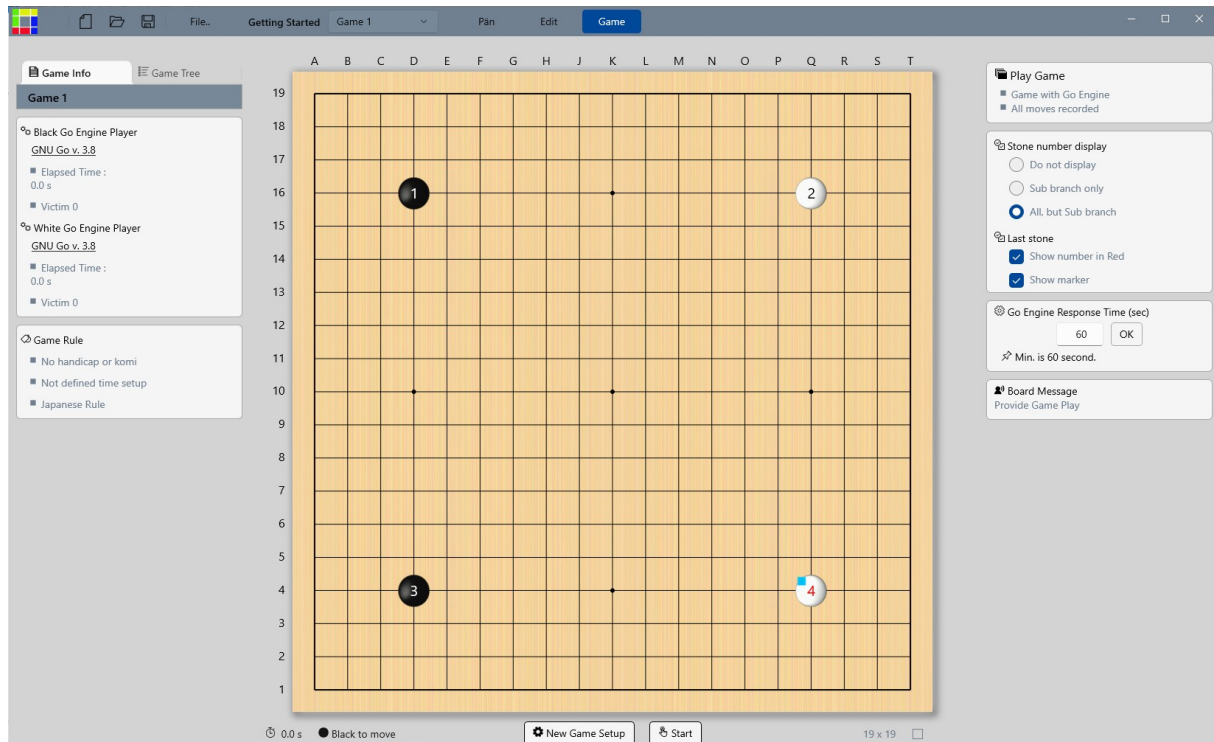 File.. Getting Started Game 1 Pän Edit Game
Game Info Game Tree
Game 1
Black Go Engine Player
GNU Go v. 3.8
Elapsed Time :
0.0 s
Victim 0
White Go Engine Player
GNU Go v. 3.8
Elapsed Time :
0.0 s
Victim 0
Game Rule
No handicap or komi
Not defined time setup
Japanese Rule
A B C D E F G H J K L M N O P Q R S T
19
18
17
16 1 2
15
14
13
12
11
10
9
8
7
6
5
4 3 4
3
2
1
0.0 s Black to move New Game Setup Start 19 x 19
Play Game
Game with Go Engine
All moves recorded
Stone number display
Do not display
Sub branch only
All, but Sub branch
Last stone
Show number in Red
Show marker
Go Engine Response Time (sec)
60 OK
Min. is 60 second.
Board Message
Provide Game Play